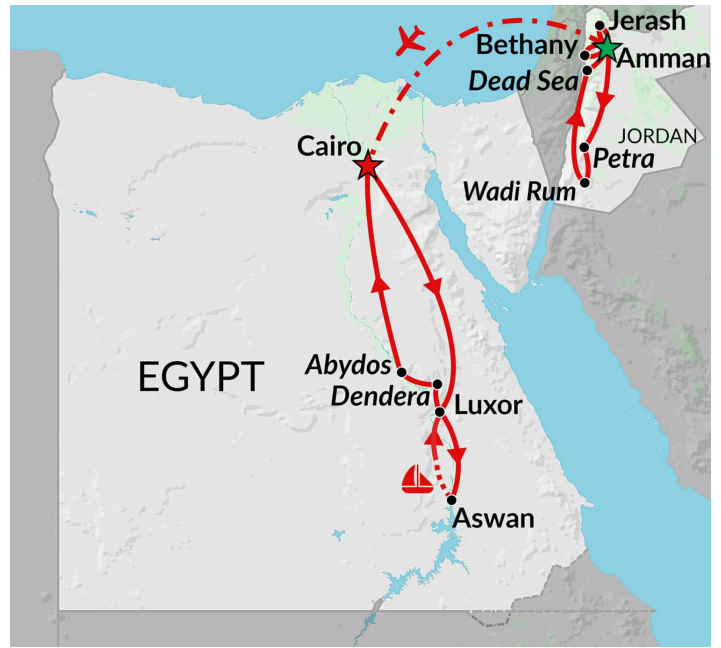 Jerash
Bethany
Amman
Dead Sea
JORDAN
Cairo
Petra
Wadi Rum
Abydos
EGYPT
Dendera
Luxor
Aswan